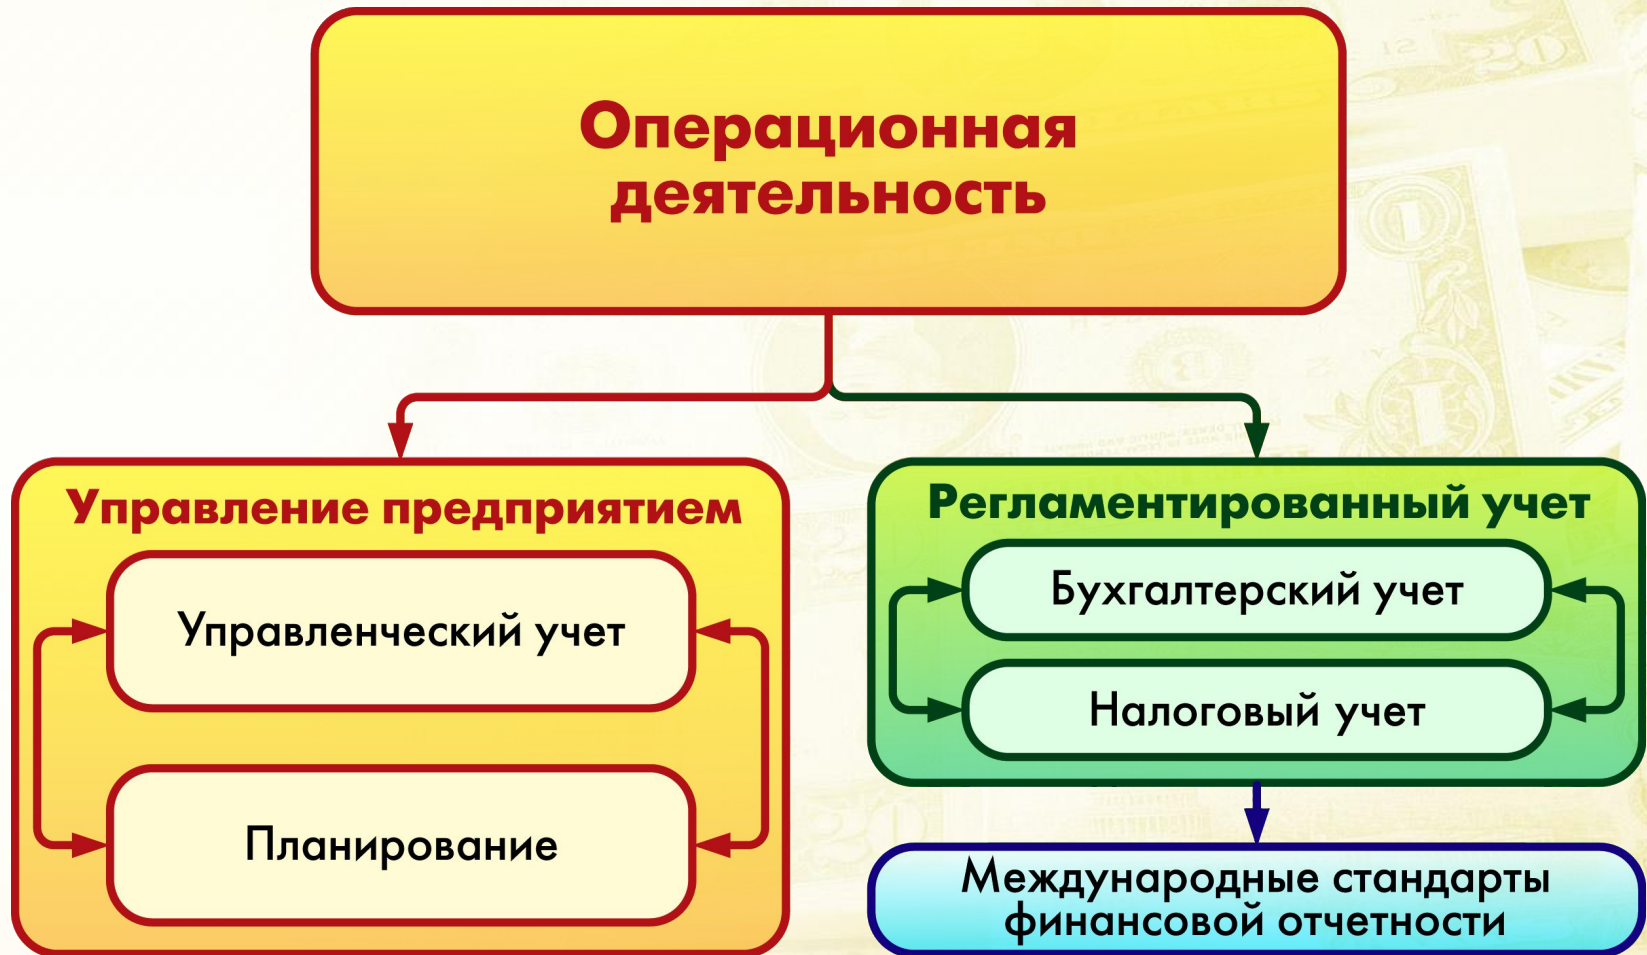 Операционная
деятельность
Управление предприятием
Управленческий учет
Планирование
Регламентированный учет
Бухгалтерский учет
Налоговый учет
Международные стандарты
финансовой отчетности